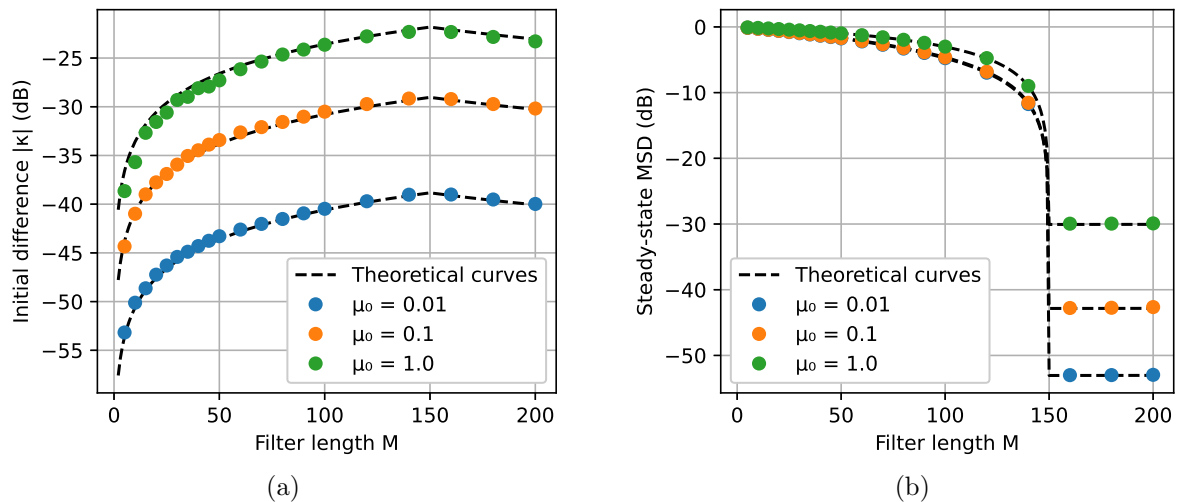 −25
−30
−35
−40
−45
−50
−55
Initial difference |κ| (dB)
Theoretical curves
μ₀ = 0.01
μ₀ = 0.1
μ₀ = 1.0
0 50 100 150 200
Filter length M
(a)
0
−10
−20
−30
−40
−50
Steady-state MSD (dB)
Theoretical curves
μ₀ = 0.01
μ₀ = 0.1
μ₀ = 1.0
0 50 100 150 200
Filter length M
(b)